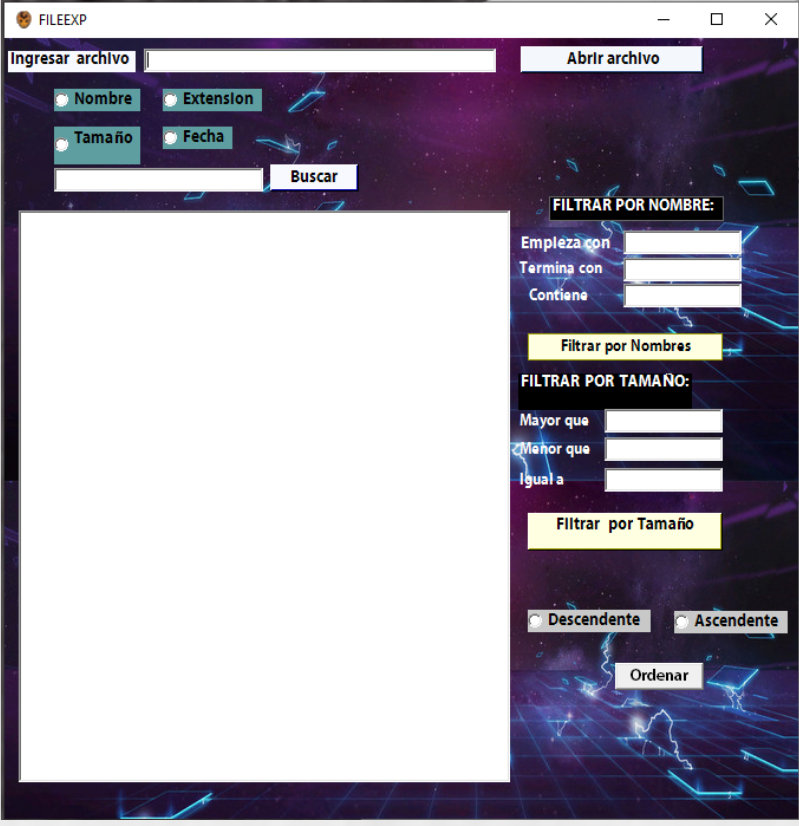 FILEEXP
Ingresar archivo
Abrir archivo
Nombre
Extension
Tamaño
Fecha
Buscar
FILTRAR POR NOMBRE:
Empieza con
Termina con
Contiene
Filtrar por Nombres
FILTRAR POR TAMAÑO:
Mayor que
Menor que
Igual a
Filtrar por Tamaño
Descendente
Ascendente
Ordenar